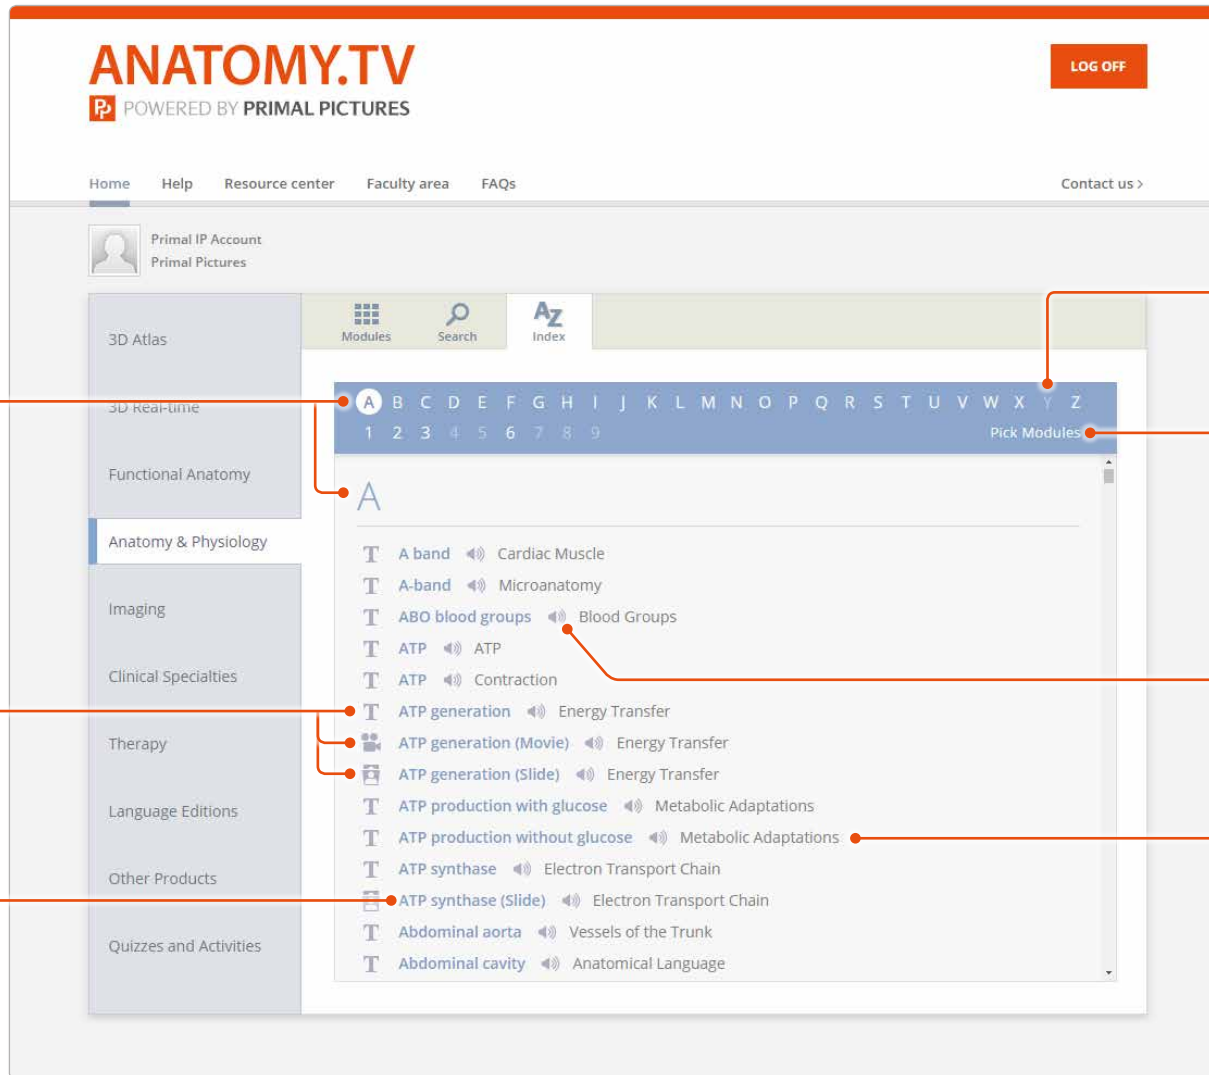 ANATOMY.TV
LOG OFF
POWERED BY PRIMAL PICTURES
Home Help Resource center Faculty area FAQs Contact us >
Primal IP Account
Primal Pictures
Modules Search AZ Index
3D Atlas
3D Real-time
Functional Anatomy
Anatomy & Physiology
Imaging
Clinical Specialties
Therapy
Language Editions
Other Products
Quizzes and Activities
A B C D E F G H I J K L M N O P Q R S T U V W X Y Z
1 2 3 4 5 6 7 8 9 Pick Modules
A
T A band Cardiac Muscle
T A-band Microanatomy
T ABO blood groups Blood Groups
T ATP ATP
T ATP Contraction
T ATP generation Energy Transfer
ATP generation (Movie) Energy Transfer
ATP generation (Slide) Energy Transfer
T ATP production with glucose Metabolic Adaptations
T ATP production without glucose Metabolic Adaptations
T ATP synthase Electron Transport Chain
ATP synthase (Slide) Electron Transport Chain
T Abdominal aorta Vessels of the Trunk
T Abdominal cavity Anatomical Language